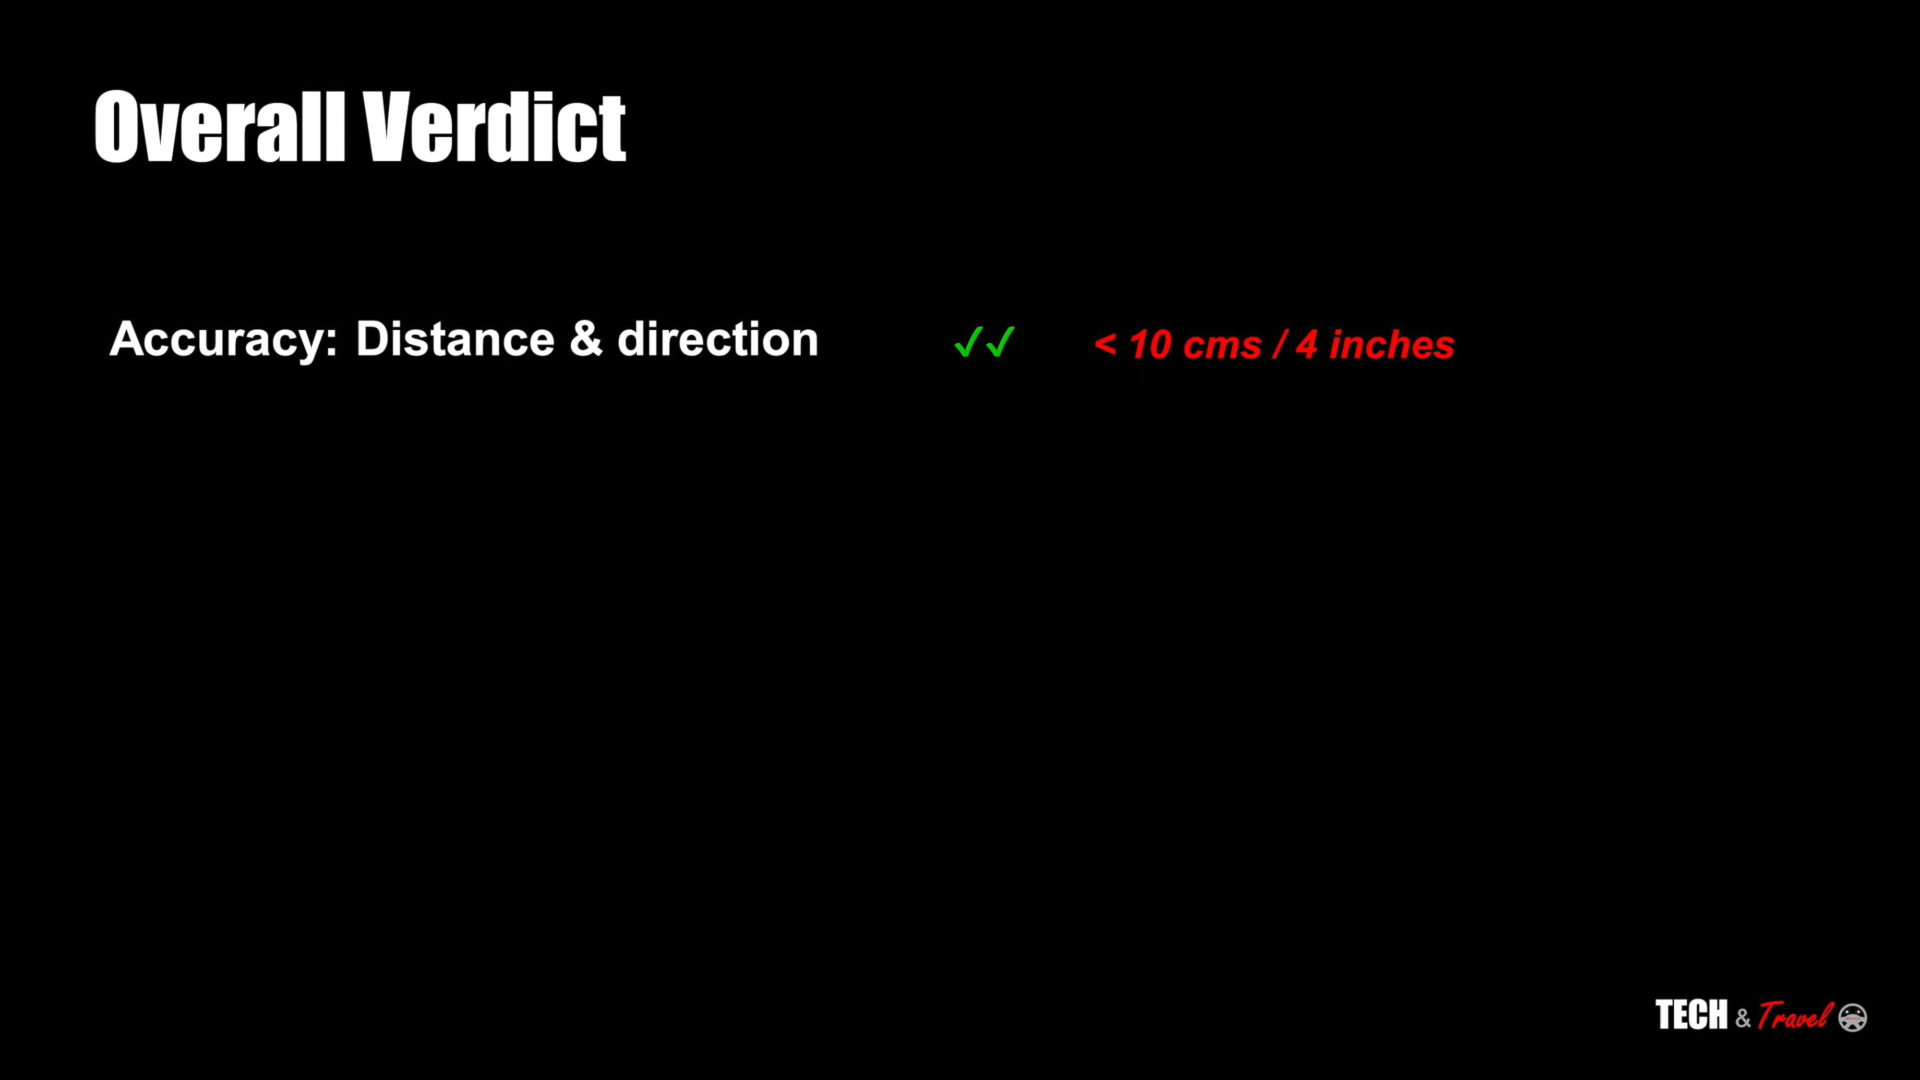 Overall Verdict
Accuracy: Distance & direction ✓✓ < 10 cms / 4 inches
TECH & Travel